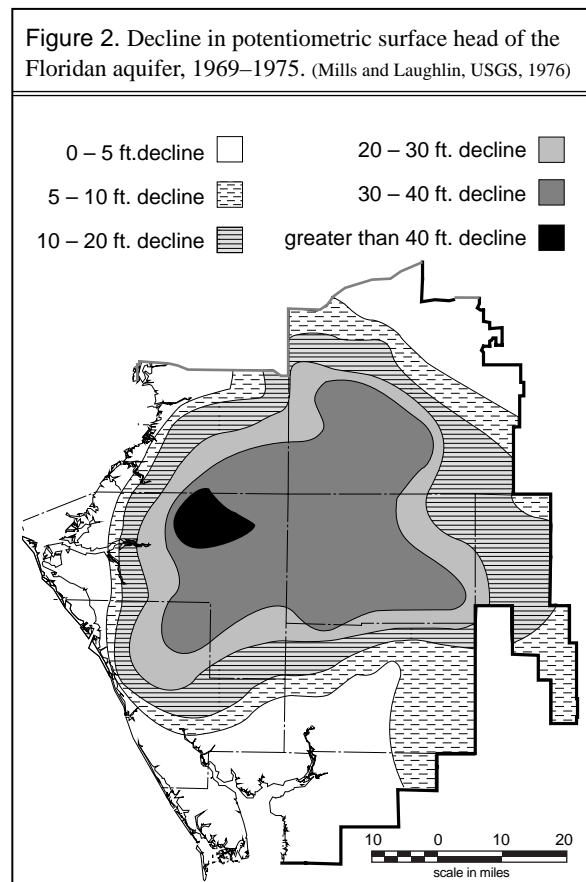 Figure 2. Decline in potentiometric surface head of the
Floridan aquifer, 1969–1975. (Mills and Laughlin, USGS, 1976)
0 – 5 ft.decline
5 – 10 ft. decline
10 – 20 ft. decline
20 – 30 ft. decline
30 – 40 ft. decline
greater than 40 ft. decline
10 0 10 20
scale in miles